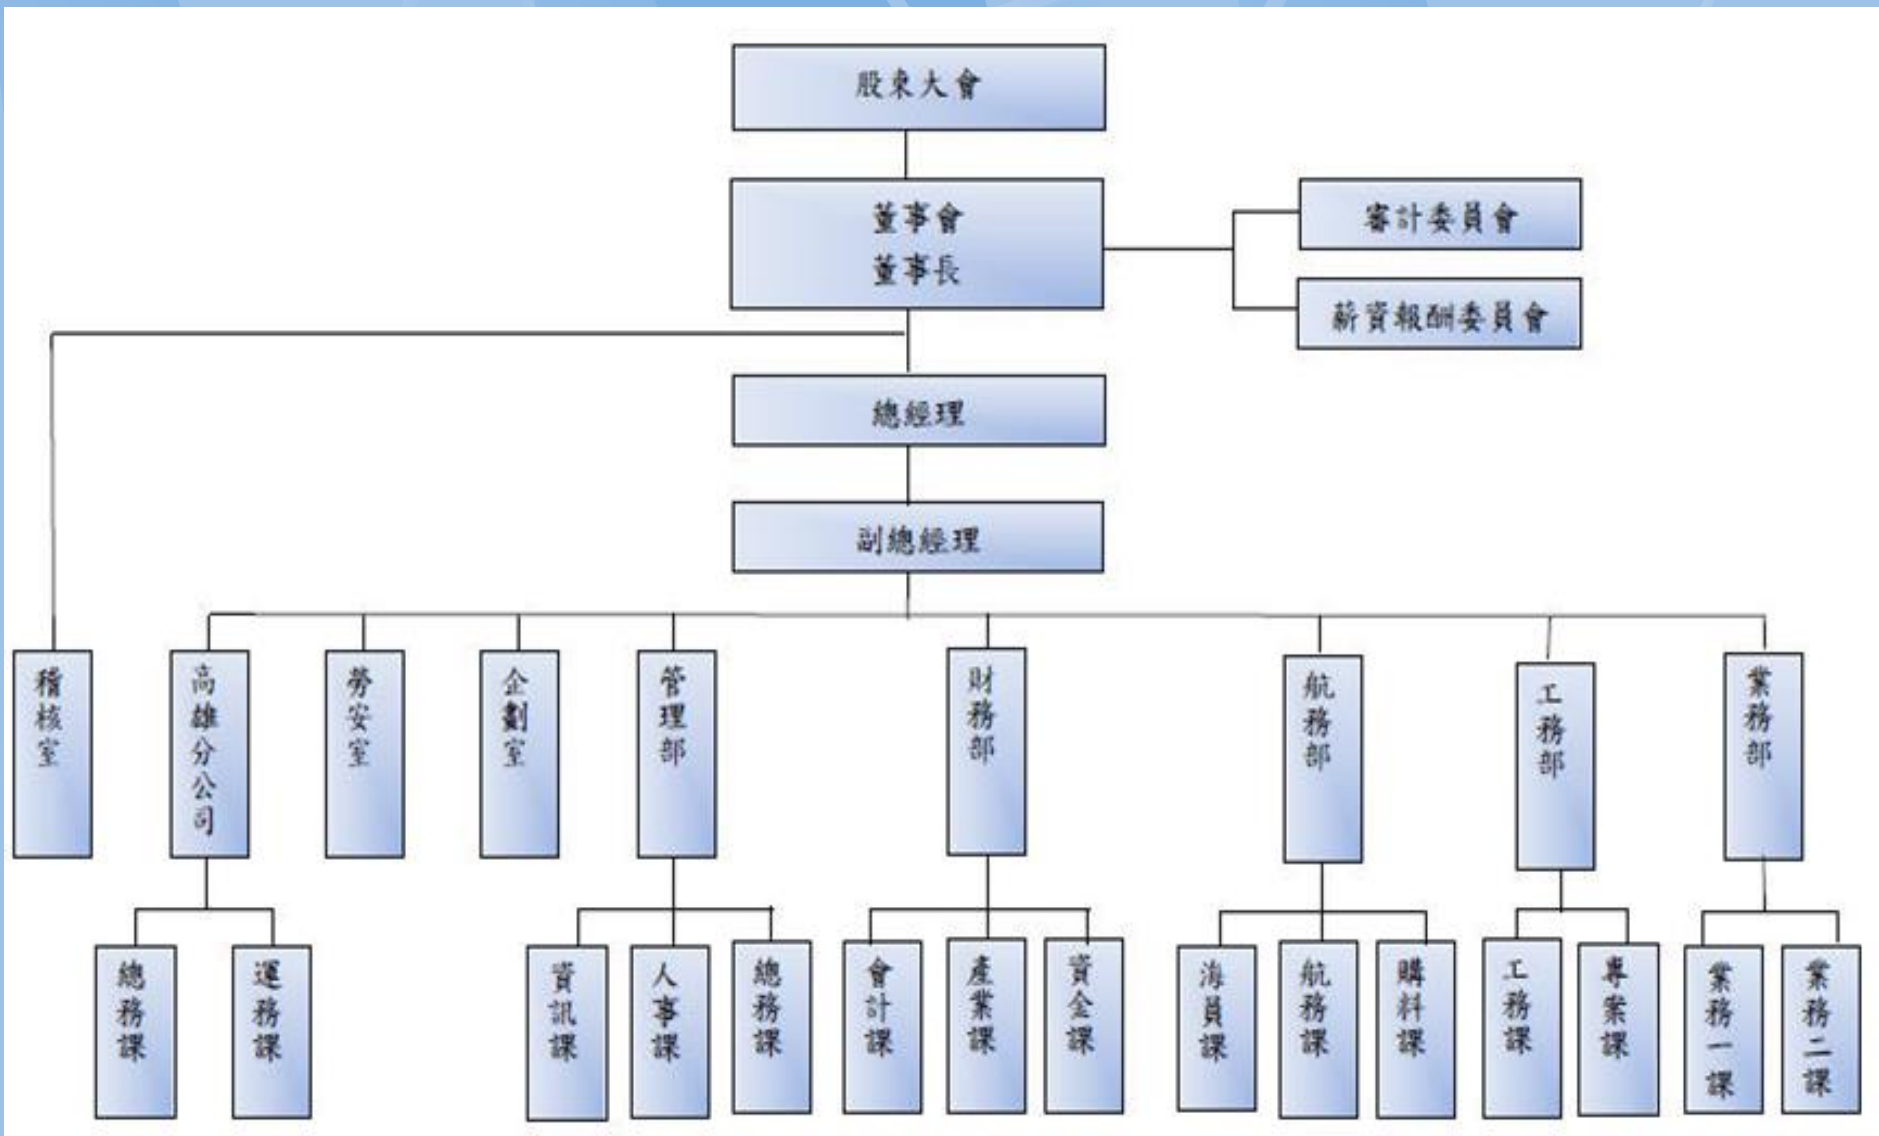 股東大會
董事會
董事長
審計委員會
薪資報酬委員會
總經理
副總經理
稽核室
高雄分公司
勞安室
企劃室
管理部
財務部
航務部
工務部
業務部
總務課
運務課
資訊課
人事課
總務課
會計課
產業課
資金課
海員課
航務課
購料課
工務課
專案課
業務一課
業務二課